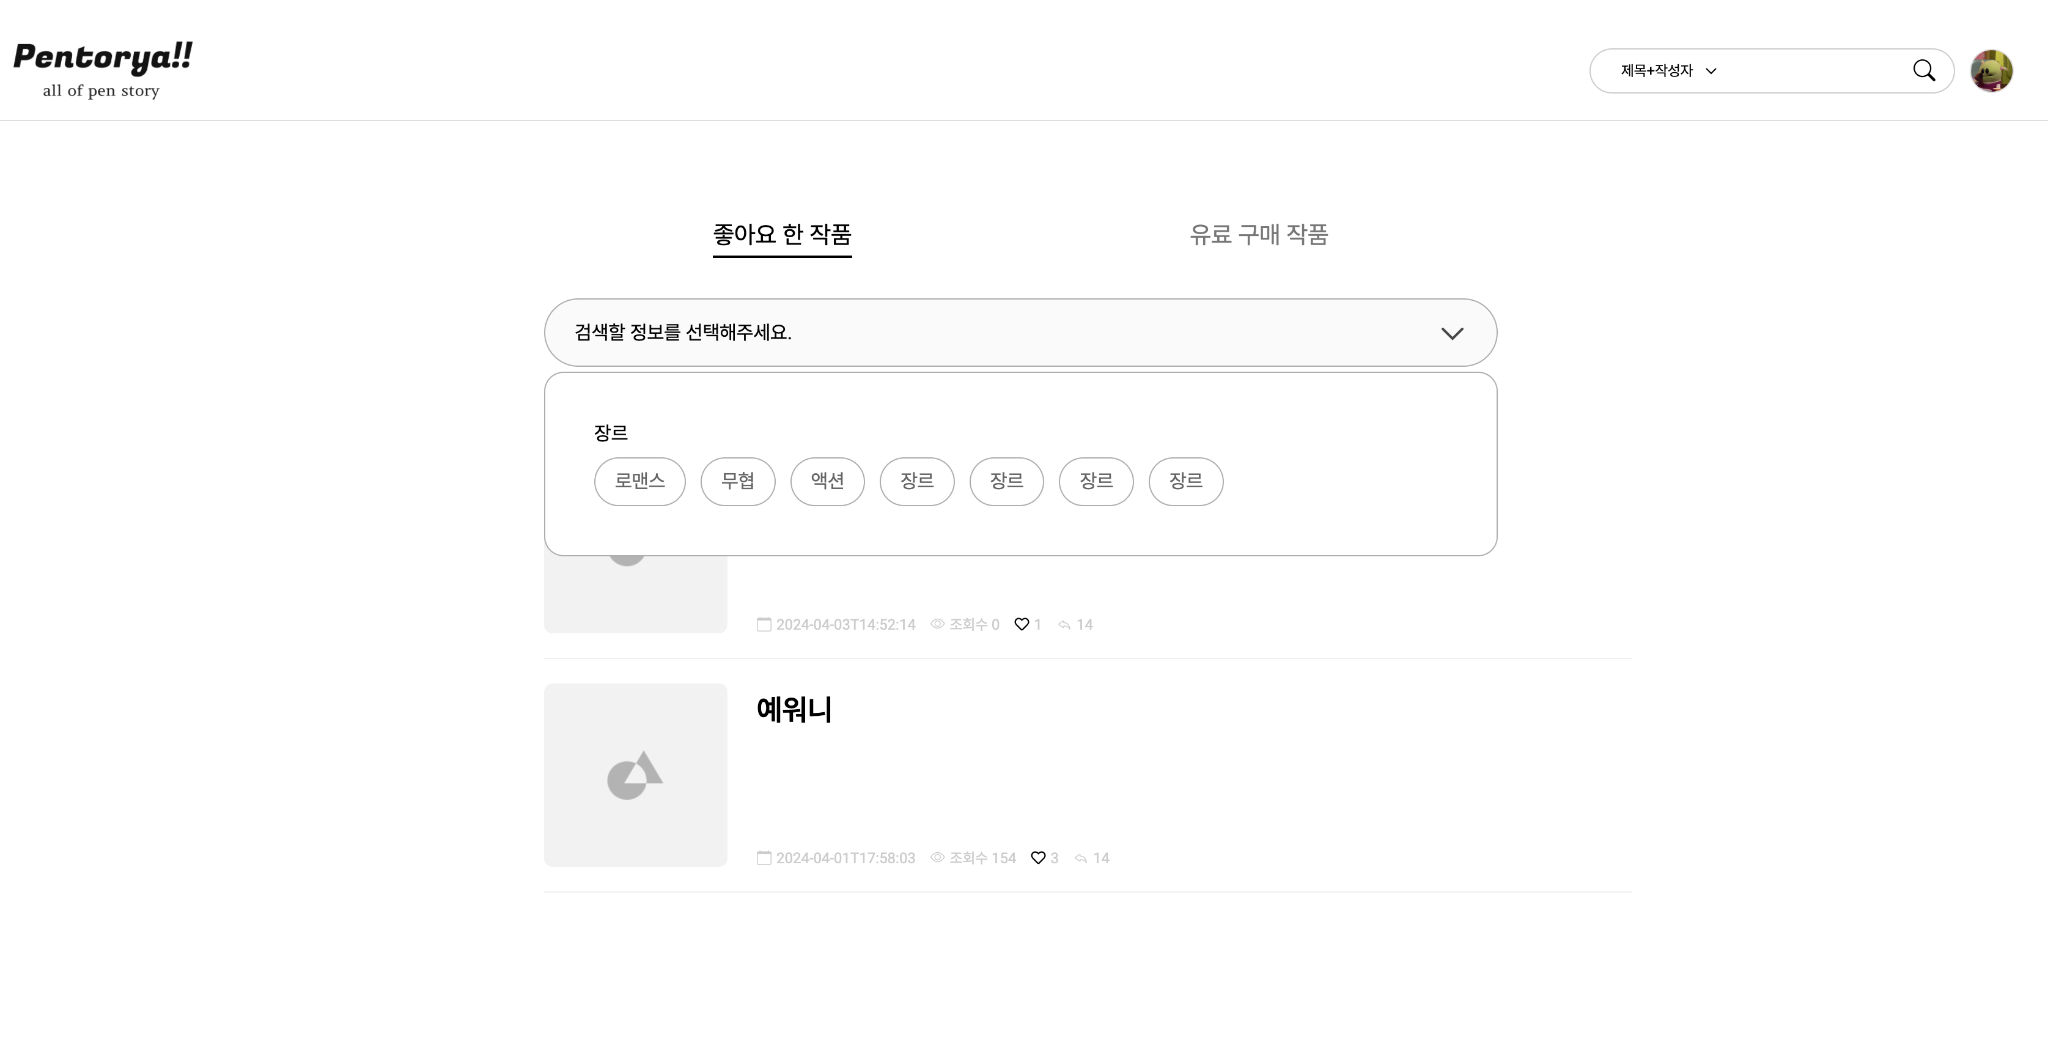 Pentorya!!
all of pen story
제목+작성자
좋아요 한 작품
유료 구매 작품
검색할 정보를 선택해주세요.
장르
로맨스 무협 액션 장르 장르 장르 장르
2024-04-03T14:52:14 조회수 0 1 14
예워니
2024-04-01T17:58:03 조회수 154 3 14